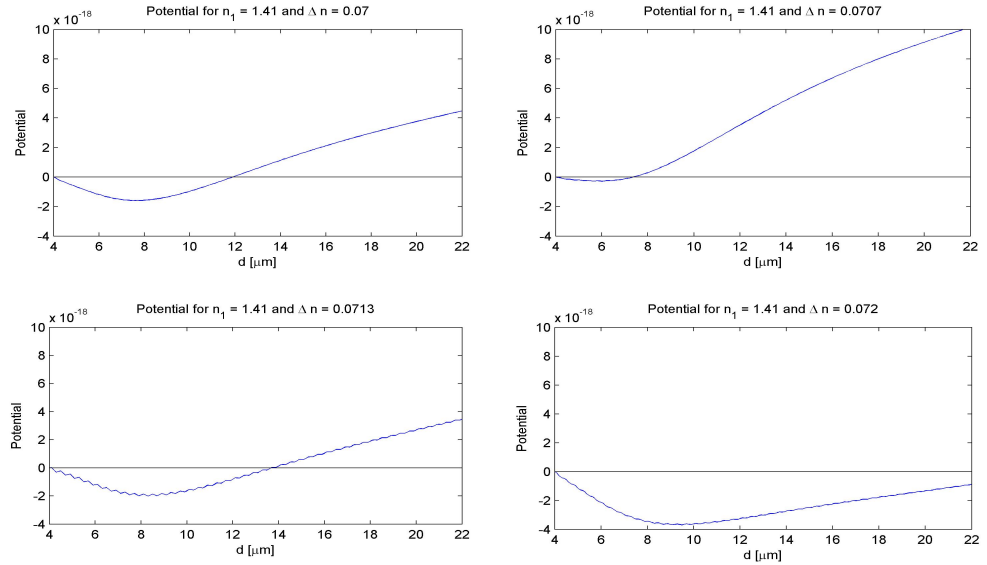 Potential for n₁ = 1.41 and Δ n = 0.07
x 10⁻¹⁸
10
8
6
4
2
0
-2
-4
Potential
4 6 8 10 12 14 16 18 20 22
d [μm]
Potential for n₁ = 1.41 and Δ n = 0.0707
x 10⁻¹⁸
10
8
6
4
2
0
-2
-4
Potential
4 6 8 10 12 14 16 18 20 22
d [μm]
Potential for n₁ = 1.41 and Δ n = 0.0713
x 10⁻¹⁸
10
8
6
4
2
0
-2
-4
Potential
4 6 8 10 12 14 16 18 20 22
d [μm]
Potential for n₁ = 1.41 and Δ n = 0.072
x 10⁻¹⁸
10
8
6
4
2
0
-2
-4
Potential
4 6 8 10 12 14 16 18 20 22
d [μm]